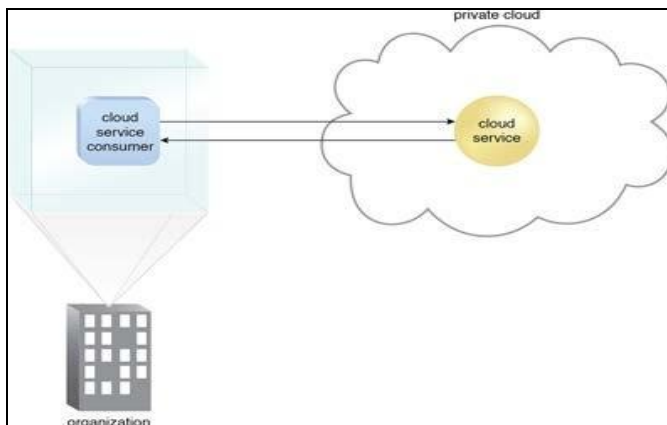 private cloud
cloud
service
consumer
cloud
service
organization